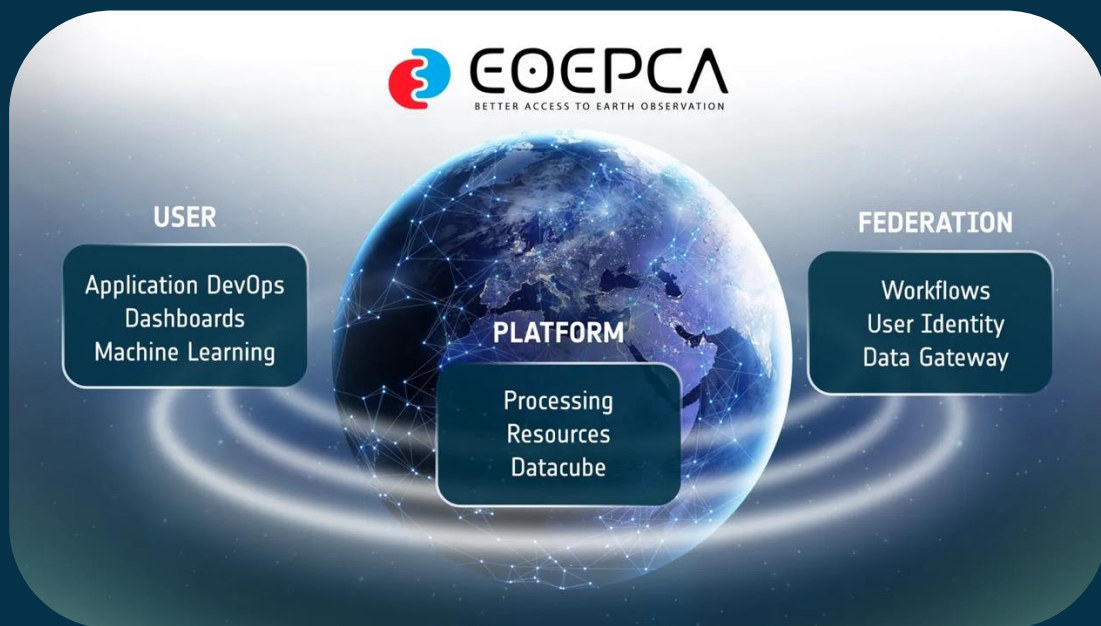 EOEPCA
BETTER ACCESS TO EARTH OBSERVATION
USER
Application DevOps
Dashboards
Machine Learning
PLATFORM
Processing
Resources
Datacube
FEDERATION
Workflows
User Identity
Data Gateway